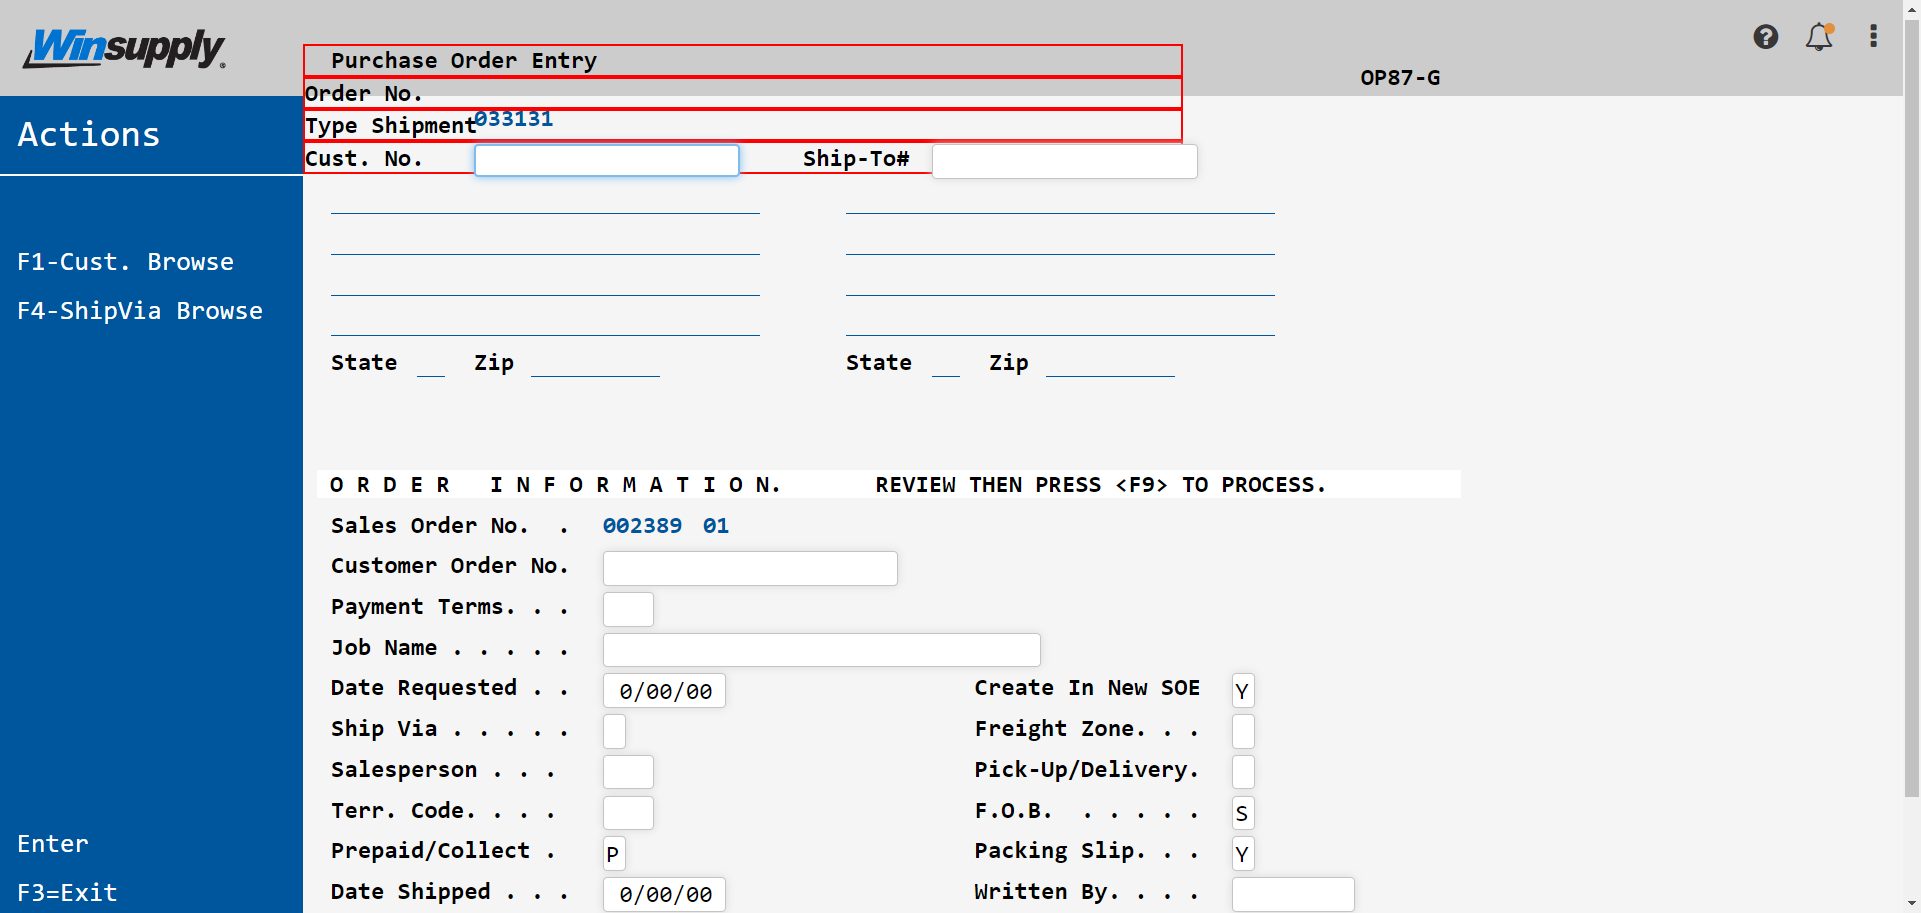 Winsupply®
Purchase Order Entry
OP87-G
Order No.
033131
Type Shipment
Cust. No. Ship-To#
Actions
F1-Cust. Browse
F4-ShipVia Browse
Enter
F3=Exit
State Zip State Zip
O R D E R I N F O R M A T I O N. REVIEW THEN PRESS <F9> TO PROCESS.
Sales Order No. . 002389 01
Customer Order No.
Payment Terms. . .
Job Name . . . . .
Date Requested . . 0/00/00 Create In New SOE Y
Ship Via . . . . . Freight Zone. . .
Salesperson . . . Pick-Up/Delivery.
Terr. Code. . . . F.O.B. . . . . . S
Prepaid/Collect . P Packing Slip. . . Y
Date Shipped . . . 0/00/00 Written By. . . .